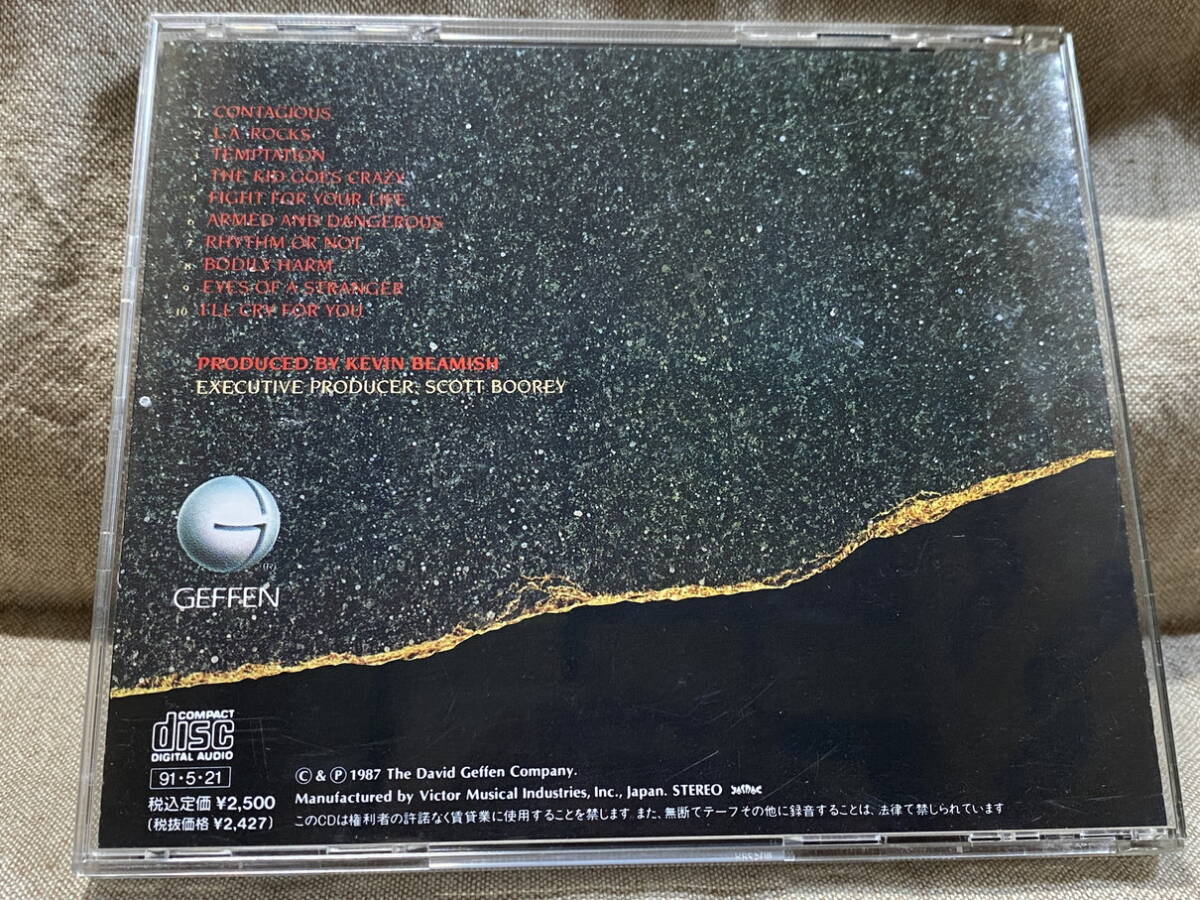 1 CONTAGIOUS
2 L.A. ROCKS
3 TEMPTATION
4 THE KID GOES CRAZY
5 FIGHT FOR YOUR LIFE
6 ARMED AND DANGEROUS
7 RHYTHM OR NOT
8 BODILY HARM
9 EYES OF A STRANGER
10 I'LL CRY FOR YOU
PRODUCED BY KEVIN BEAMISH
EXECUTIVE PRODUCER: SCOTT BOOREY
GEFFEN
COMPACT
disc
DIGITAL AUDIO
91・5・21
税込定価 ¥2,500
(税抜価格 ¥2,427)
Ⓒ & Ⓟ 1987 The David Geffen Company.
Manufactured by Victor Musical Industries, Inc., Japan. STEREO
このCDは権利者の許諾なく賃貸業に使用することを禁じます。また、無断でテープその他に録音することは、法律で禁じられています